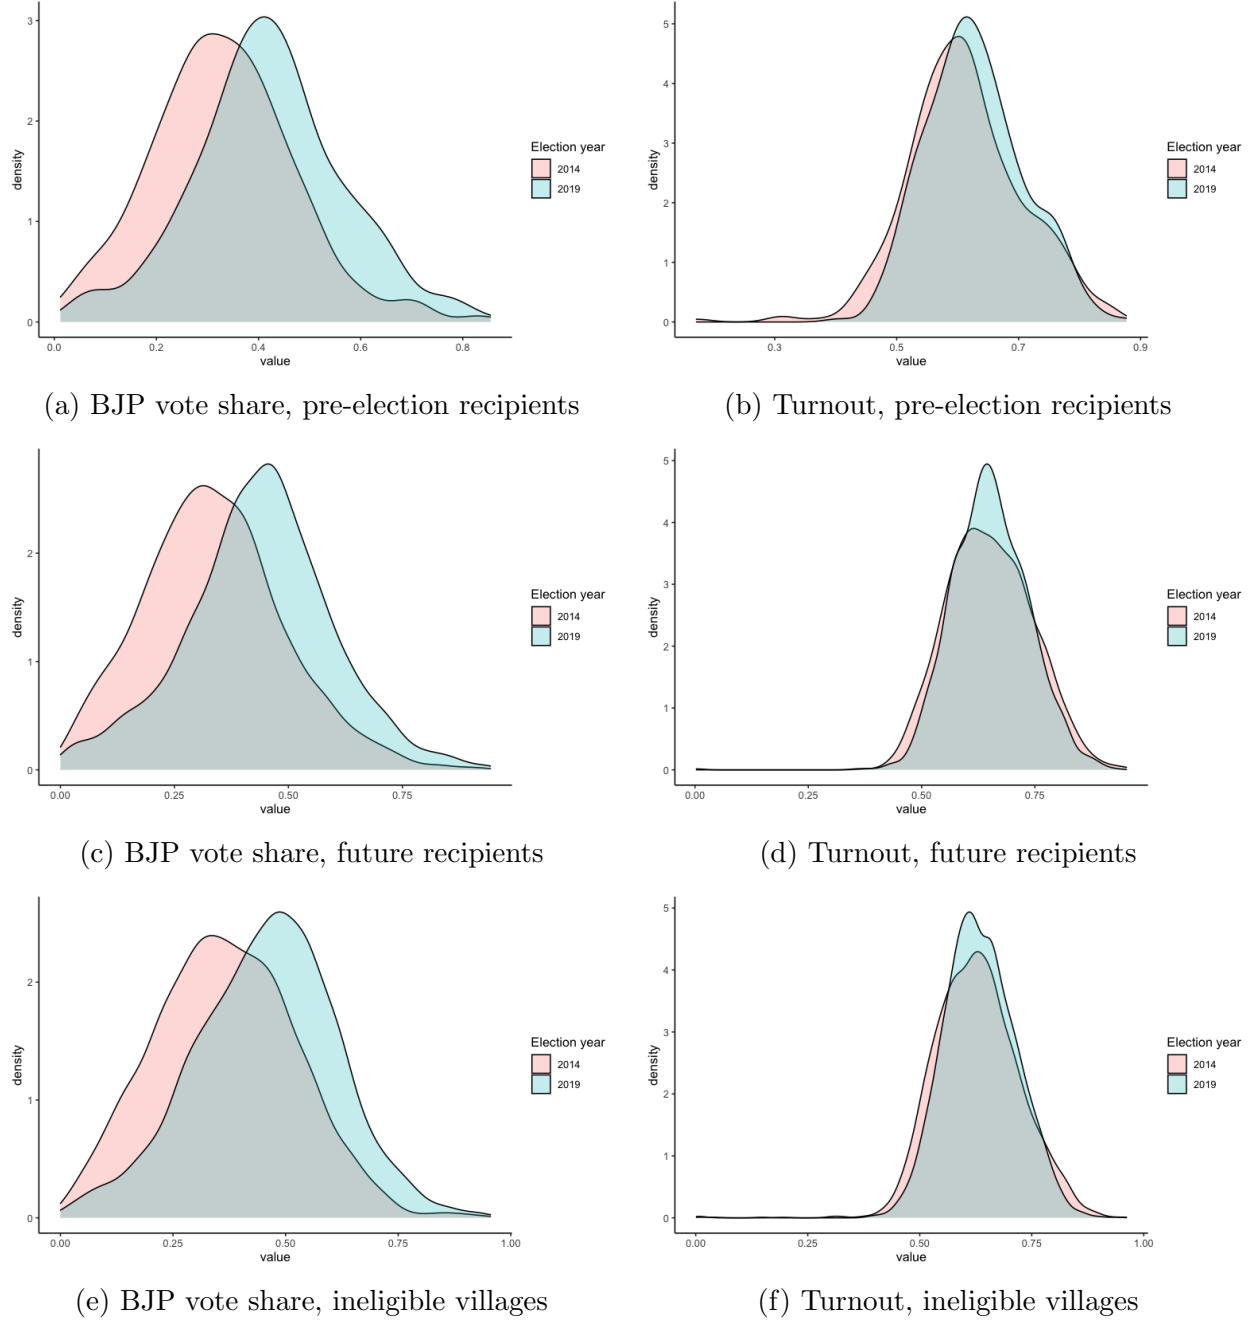 3
2
1
0
density
0.0 0.2 0.4 0.6 0.8
value
Election year
2014
2019
5
4
3
2
1
0
density
0.3 0.5 0.7 0.9
value
Election year
2014
2019
(a) BJP vote share, pre-election recipients
(b) Turnout, pre-election recipients
2
1
0
density
0.00 0.25 0.50 0.75
value
Election year
2014
2019
5
4
3
2
1
0
density
0.00 0.25 0.50 0.75
value
Election year
2014
2019
(c) BJP vote share, future recipients
(d) Turnout, future recipients
2
1
0
density
0.00 0.25 0.50 0.75 1.00
value
Election year
2014
2019
5
4
3
2
1
0
density
0.00 0.25 0.50 0.75 1.00
value
Election year
2014
2019
(e) BJP vote share, ineligible villages
(f) Turnout, ineligible villages